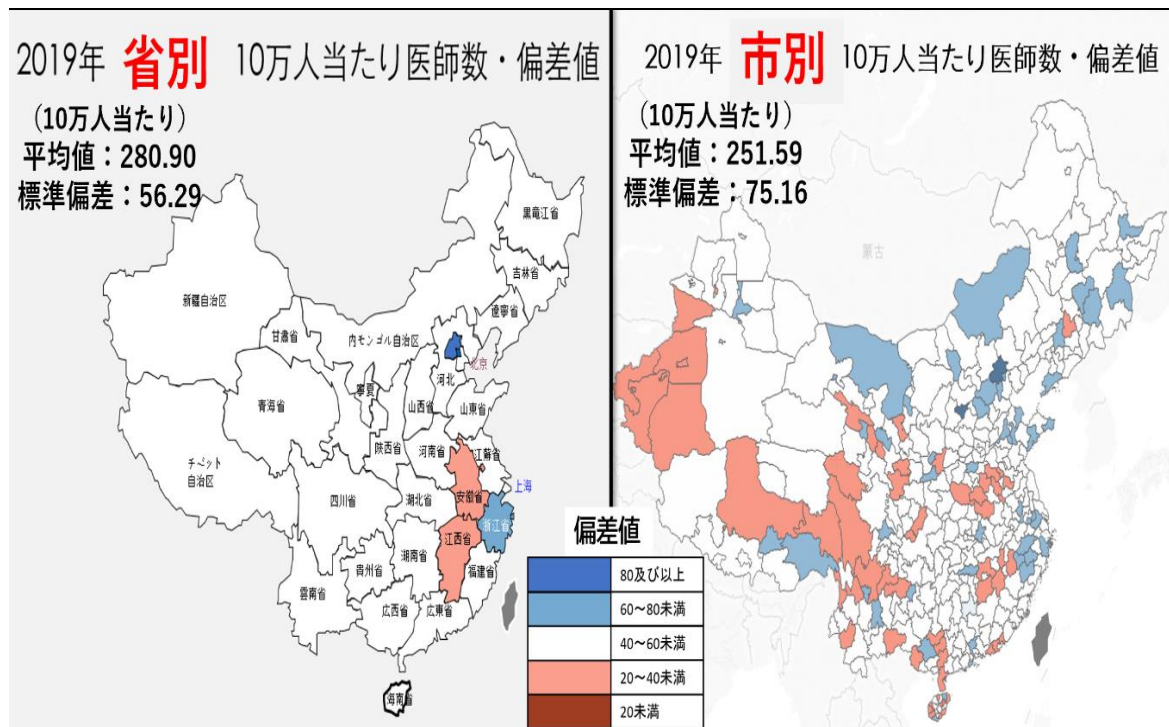 2019年 省別 10万人当たり医師数・偏差値
（10万人当たり）
平均値：280.90
標準偏差：56.29
黒竜江省
吉林省
遼寧省
新疆自治区
甘粛省
内モンゴル自治区
北京
河北
寧夏
山西省
山東省
青海省
陝西省
河南省
江蘇省
チベット
自治区
四川省
湖北省
安徽省
上海
浙江省
江西省
湖南省
貴州省
福建省
雲南省
広西省
広東省
海南省
2019年 市別 10万人当たり医師数・偏差値
（10万人当たり）
平均値：251.59
標準偏差：75.16
蒙古
偏差値
80及び以上
60～80未満
40～60未満
20～40未満
20未満